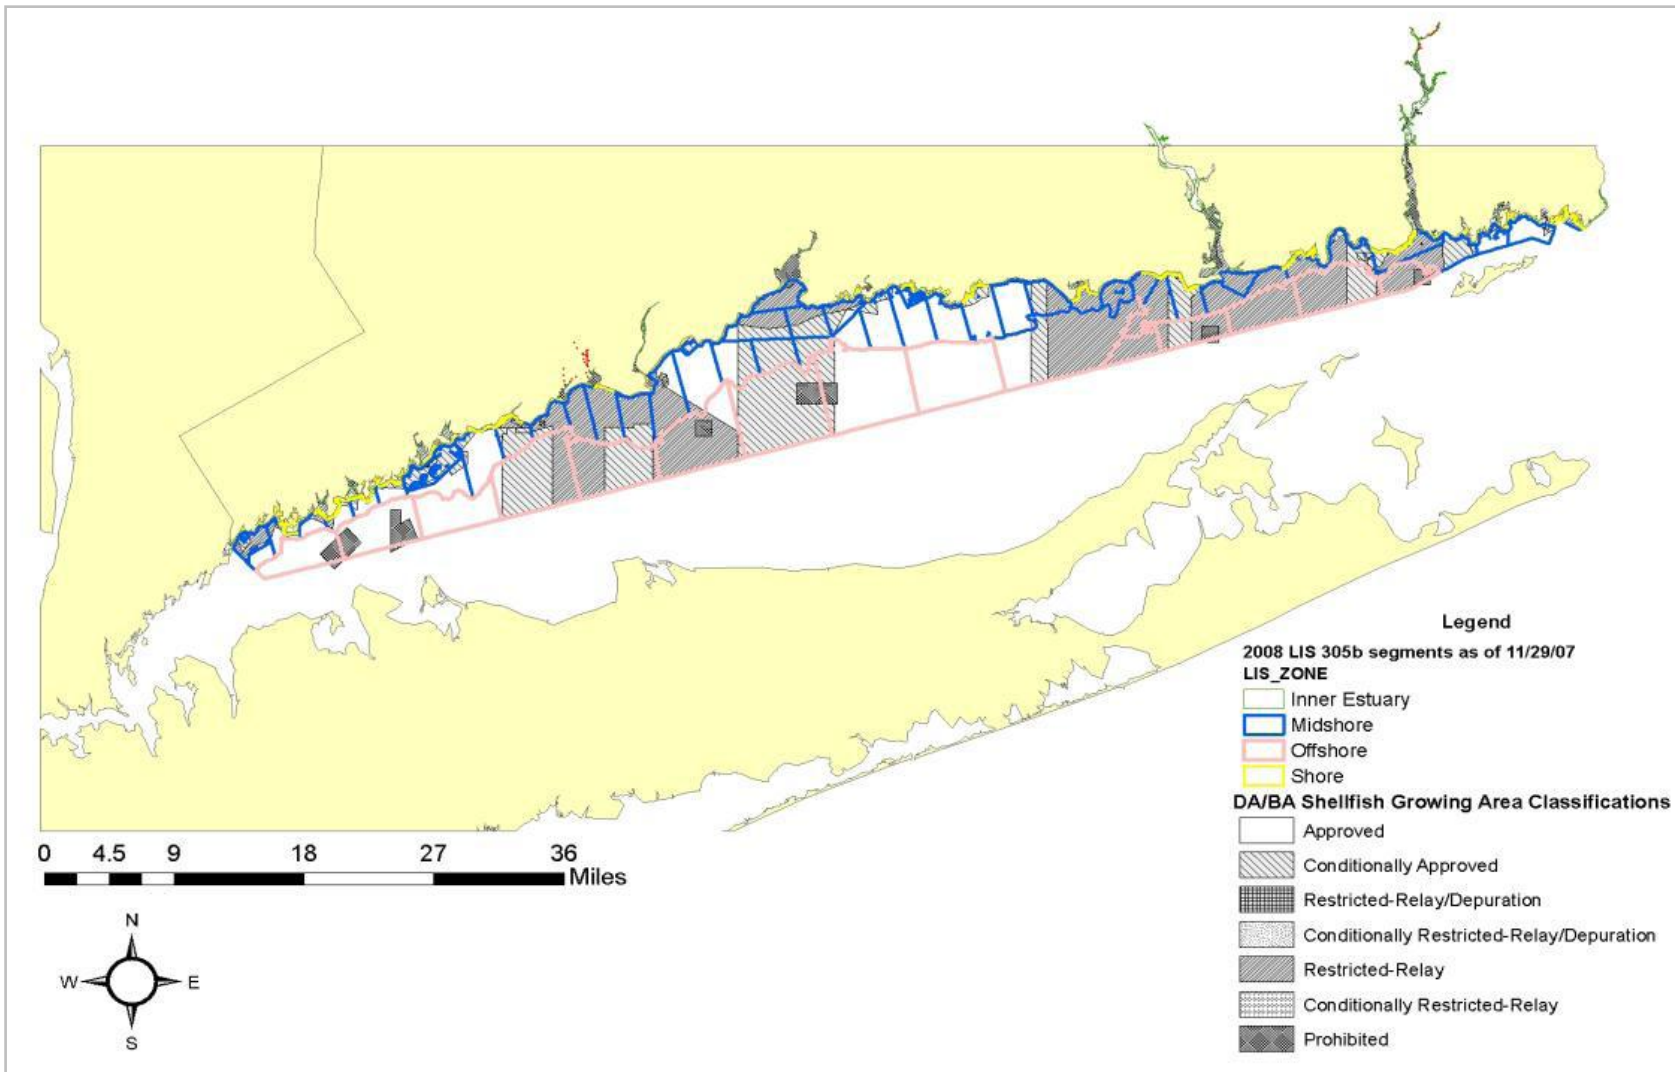 Legend
2008 LIS 305b segments as of 11/29/07
LIS_ZONE
Inner Estuary
Midshore
Offshore
Shore
DA/BA Shellfish Growing Area Classifications
Approved
Conditionally Approved
Restricted-Relay/Depuration
Conditionally Restricted-Relay/Depuration
Restricted-Relay
Conditionally Restricted-Relay
Prohibited
0 4.5 9 18 27 36
Miles
N
W E
S